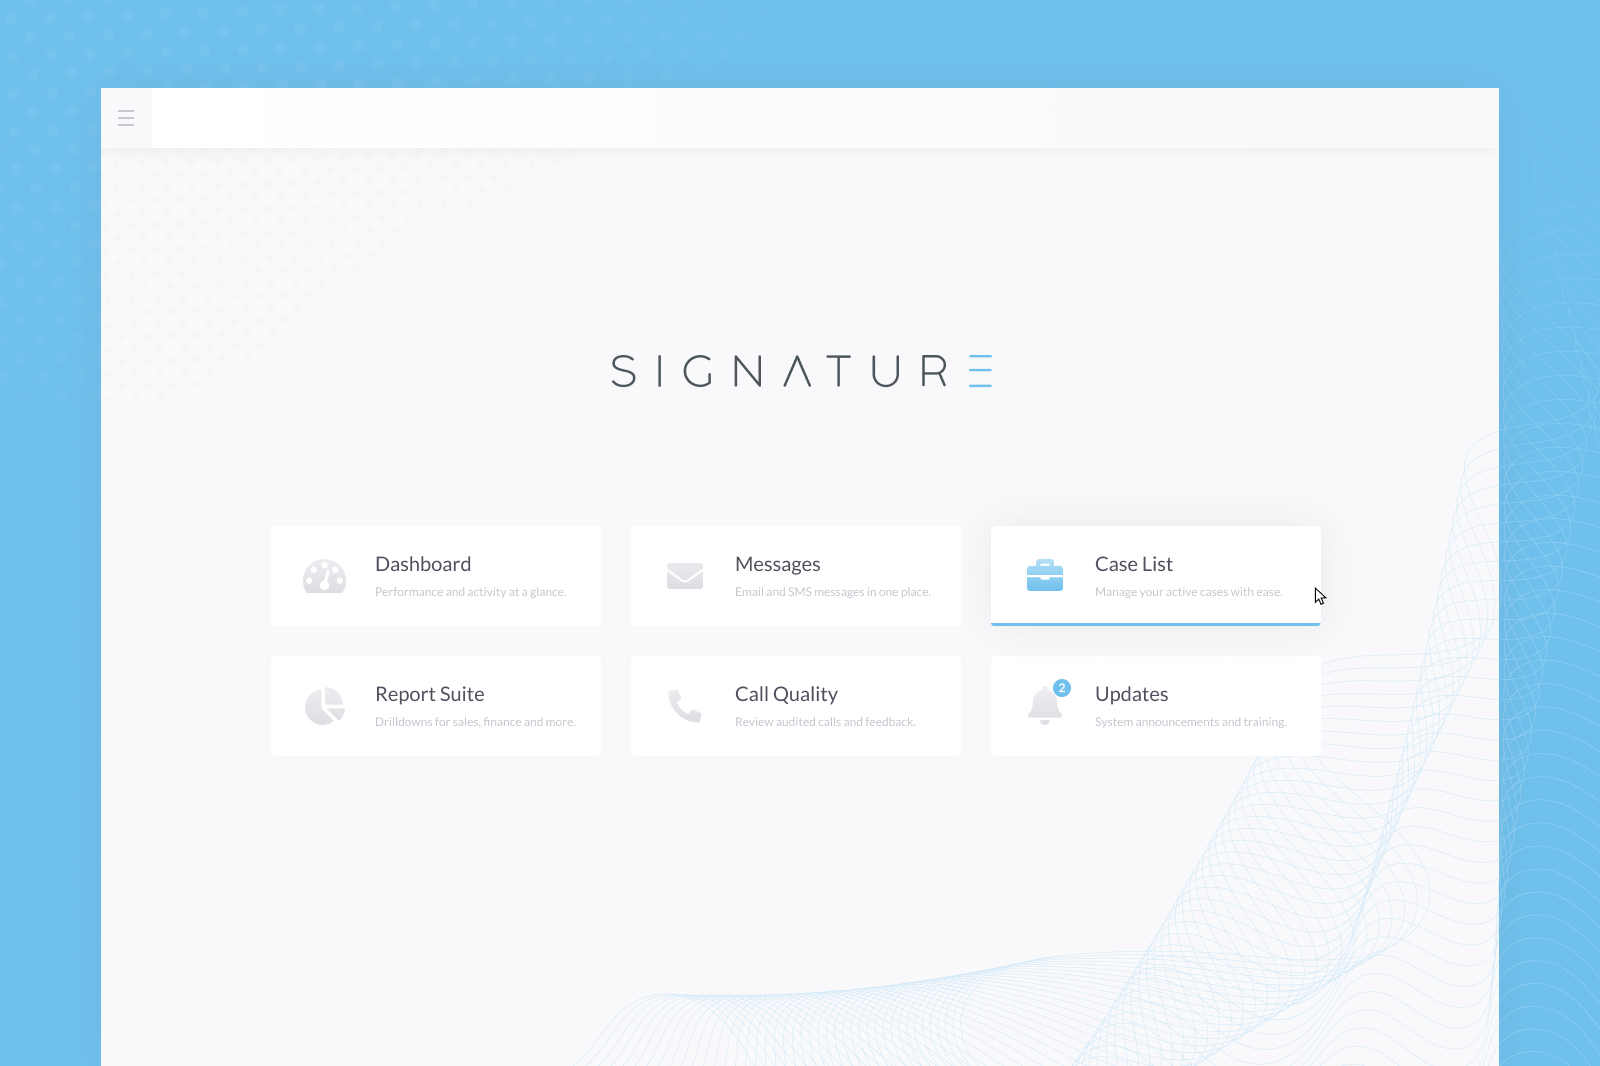 SIGNATURE
Dashboard
Performance and activity at a glance.
Messages
Email and SMS messages in one place.
Case List
Manage your active cases with ease.
Report Suite
Drilldowns for sales, finance and more.
Call Quality
Review audited calls and feedback.
2
Updates
System announcements and training.